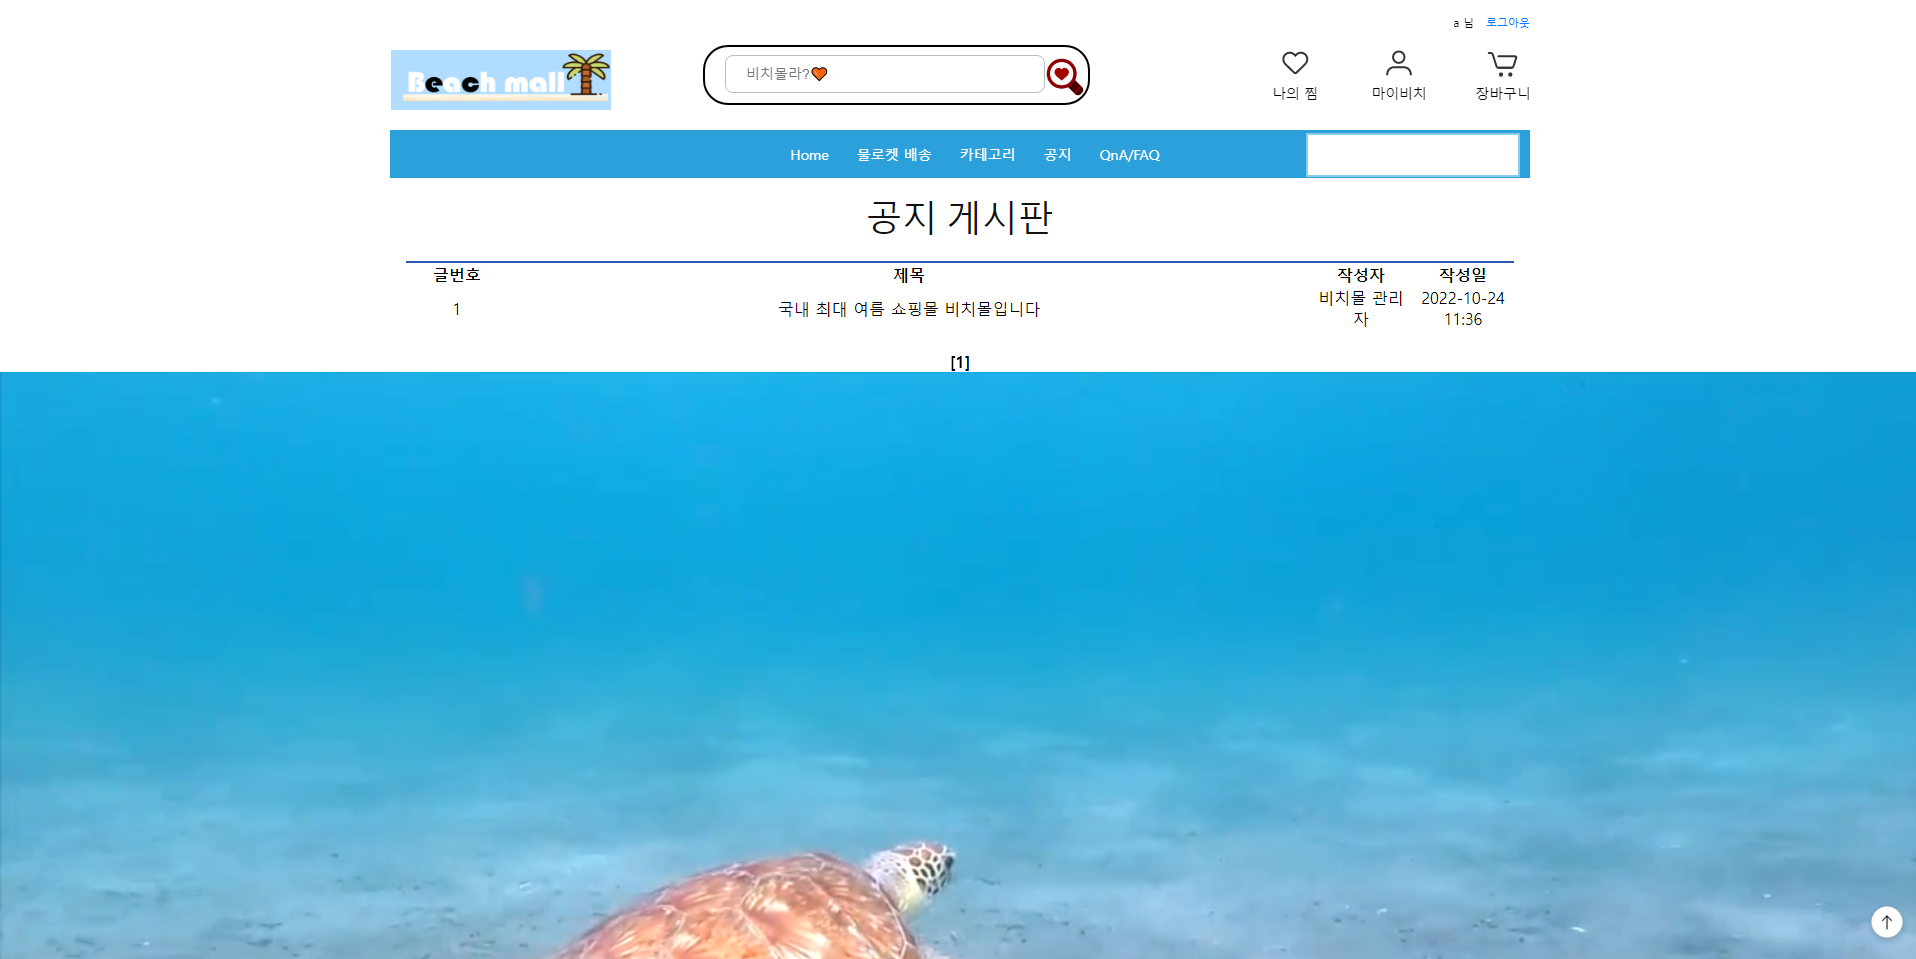 a 님 로그아웃
Beach mall
비치몰라?🧡
나의 찜 마이비치 장바구니
Home 물로켓 배송 카테고리 공지 QnA/FAQ
공지 게시판
글번호 제목 작성자 작성일
1 국내 최대 여름 쇼핑몰 비치몰입니다 비치몰 관리자 2022-10-24 11:36
[1]